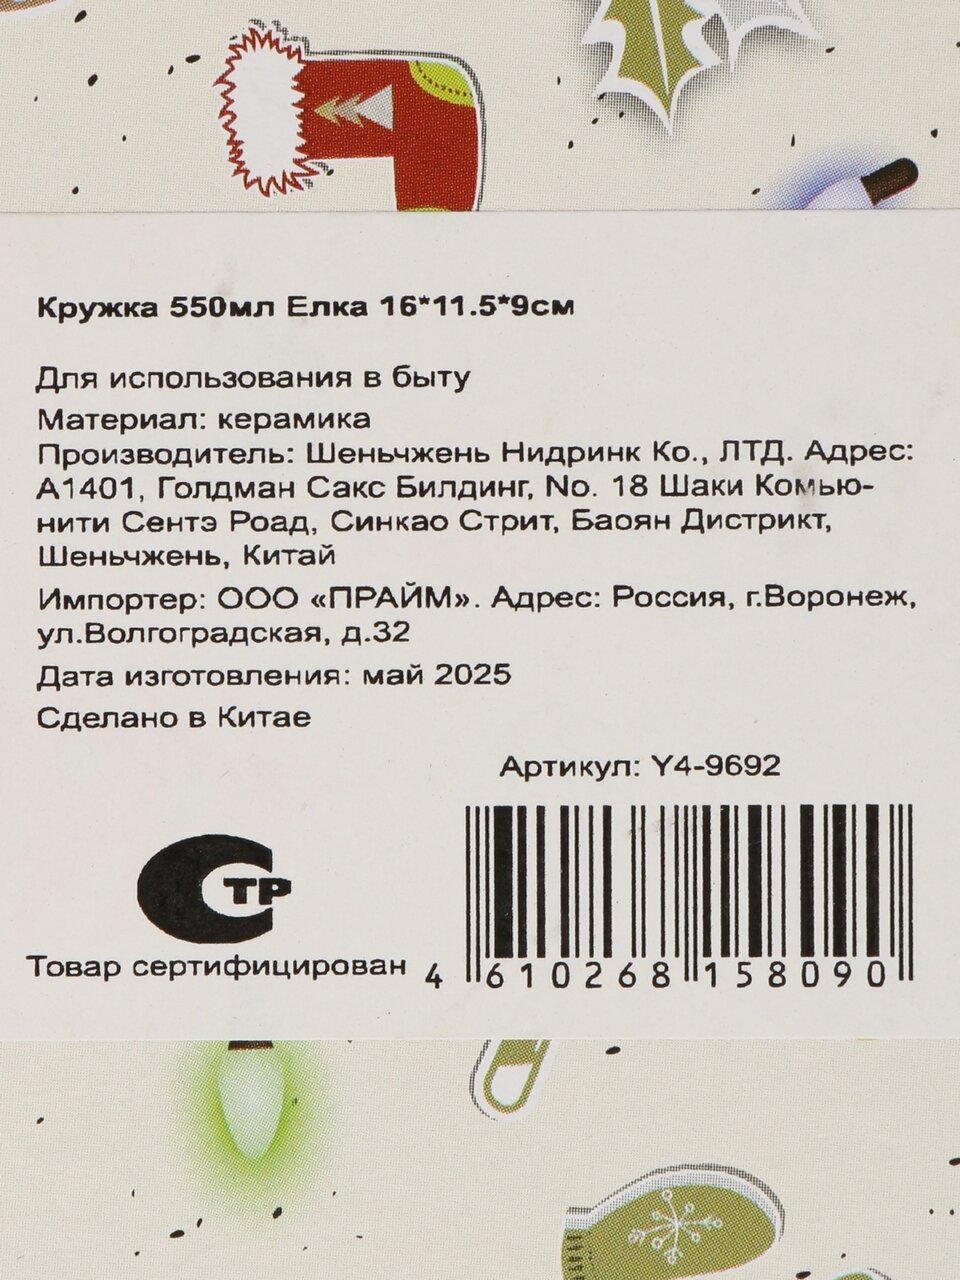 Кружка 550мл Елка 16*11.5*9см
Для использования в быту
Материал: керамика
Производитель: Шеньчжень Нидринк Ко., ЛТД. Адрес:
А1401, Голдман Сакс Билдинг, No. 18 Шаки Комью-
нити Сентэ Роад, Синкао Стрит, Баоян Дистрикт,
Шеньчжень, Китай
Импортер: ООО «ПРАЙМ». Адрес: Россия, г.Воронеж,
ул.Волгоградская, д.32
Дата изготовления: май 2025
Сделано в Китае
Артикул: Y4-9692
ТР
Товар сертифицирован
4 610268 158090